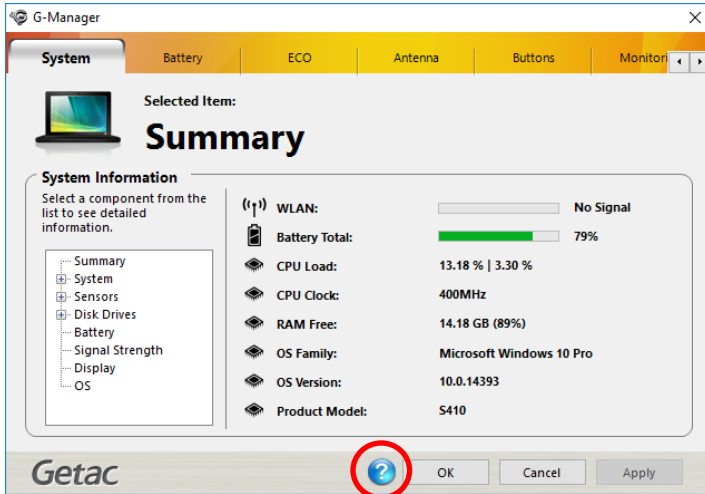 G-Manager
System Battery ECO Antenna Buttons Monitori
Selected Item:
Summary
System Information
Select a component from the
list to see detailed
information.
Summary
System
Sensors
Disk Drives
Battery
Signal Strength
Display
OS
WLAN: No Signal
Battery Total: 79%
CPU Load: 13.18 % | 3.30 %
CPU Clock: 400MHz
RAM Free: 14.18 GB (89%)
OS Family: Microsoft Windows 10 Pro
OS Version: 10.0.14393
Product Model: S410
Getac ? OK Cancel Apply